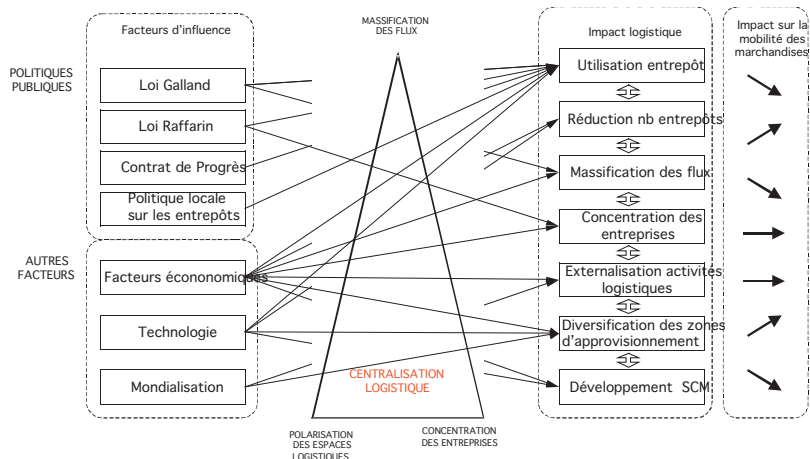 Facteurs d'influence
MASSIFICATION
DES FLUX
Impact logistique
Impact sur la
mobilité des
marchandises
POLITIQUES
PUBLIQUES
Loi Galland
Loi Raffarin
Contrat de Progrès
Politique locale
sur les entrepôts
AUTRES
FACTEURS
Facteurs écononomiques
Technologie
Mondialisation
Utilisation entrepôt
Réduction nb entrepôts
Massification des flux
Concentration des
entreprises
Externalisation activités
logistiques
Diversification des zones
d'approvisionnement
Développement SCM
CENTRALISATION
LOGISTIQUE
POLARISATION
DES ESPACES
LOGISTIQUES
CONCENTRATION
DES ENTREPRISES